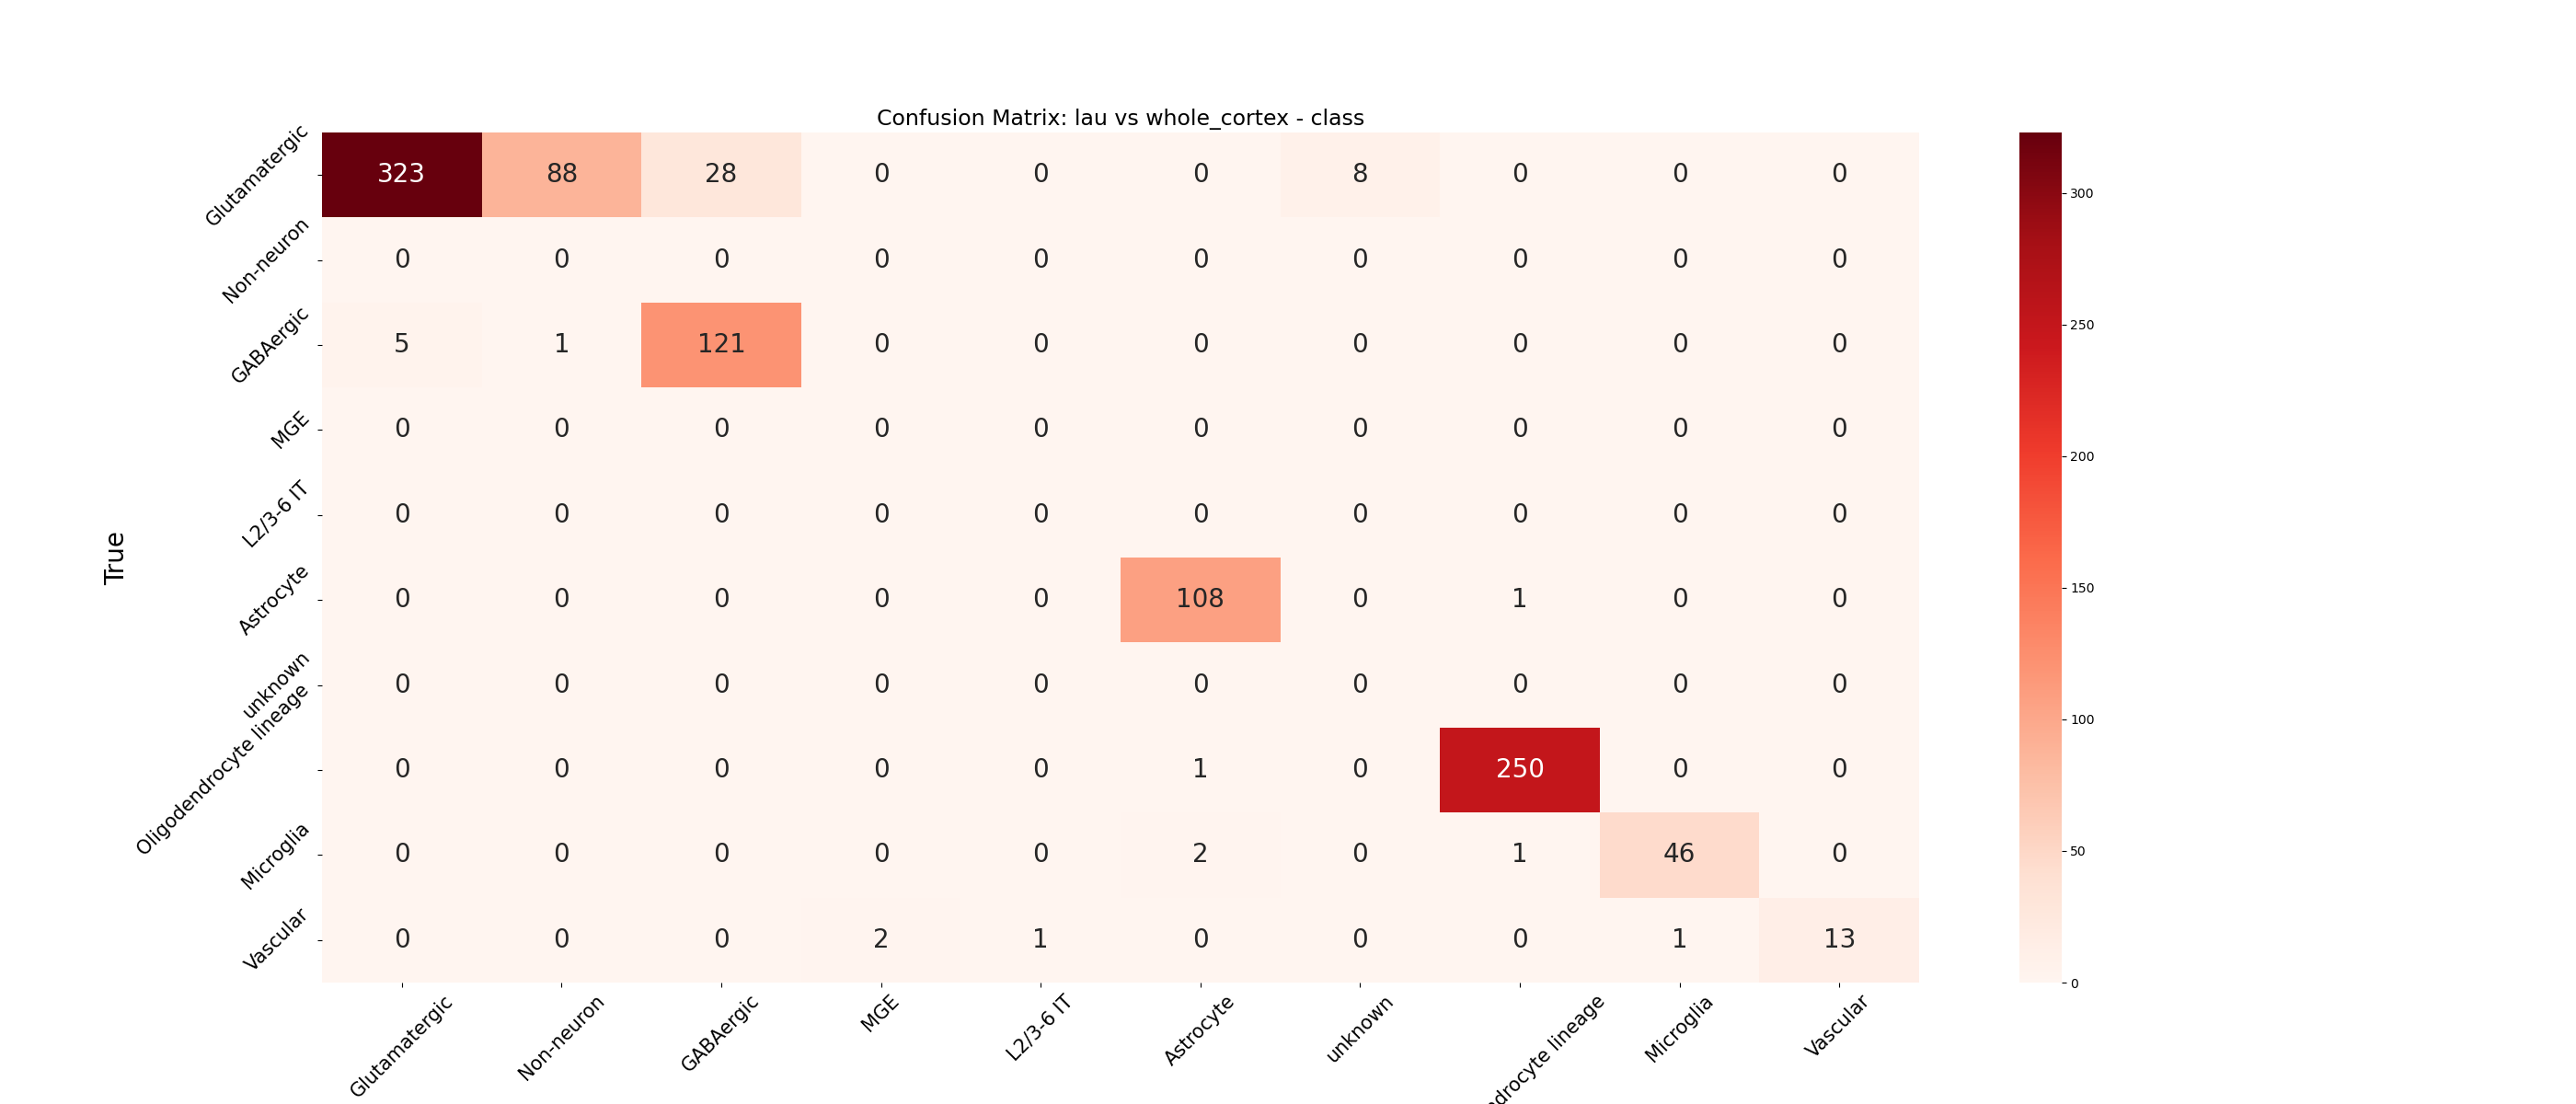 Confusion Matrix: lau vs whole_cortex - class
True
Glutamatergic 323 88 28 0 0 0 8 0 0 0
Non-neuron 0 0 0 0 0 0 0 0 0 0
GABAergic 5 1 121 0 0 0 0 0 0 0
MGE 0 0 0 0 0 0 0 0 0 0
L2/3-6 IT 0 0 0 0 0 0 0 0 0 0
Astrocyte 0 0 0 0 0 108 0 1 0 0
unknown 0 0 0 0 0 0 0 0 0 0
Oligodendrocyte lineage 0 0 0 0 0 1 0 250 0 0
Microglia 0 0 0 0 0 2 0 1 46 0
Vascular 0 0 0 2 1 0 0 0 1 13
Glutamatergic Non-neuron GABAergic MGE L2/3-6 IT Astrocyte unknown ndrocyte lineage Microglia Vascular
300
250
200
150
100
50
0